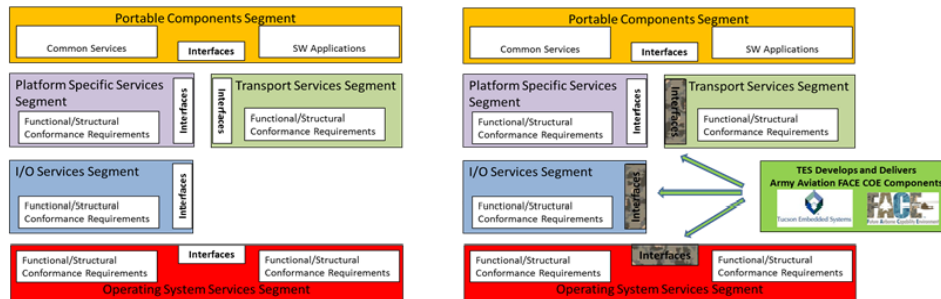 Portable Components Segment
Common Services
Interfaces
SW Applications
Platform Specific Services
Segment
Interfaces
Functional/Structural
Conformance Requirements
Interfaces
Transport Services Segment
Functional/Structural
Conformance Requirements
I/O Services Segment
Interfaces
Functional/Structural
Conformance Requirements
Interfaces
Functional/Structural
Conformance Requirements
Functional/Structural
Conformance Requirements
Operating System Services Segment
Portable Components Segment
Common Services
Interfaces
SW Applications
Platform Specific Services
Segment
Interfaces
Functional/Structural
Conformance Requirements
Interfaces
Transport Services Segment
Functional/Structural
Conformance Requirements
I/O Services Segment
Interfaces
Functional/Structural
Conformance Requirements
TES Develops and Delivers
Army Aviation FACE COE Components
Tucson Embedded Systems
FACE
Future Airborne Capability Environment
Interfaces
Functional/Structural
Conformance Requirements
Functional/Structural
Conformance Requirements
Operating System Services Segment